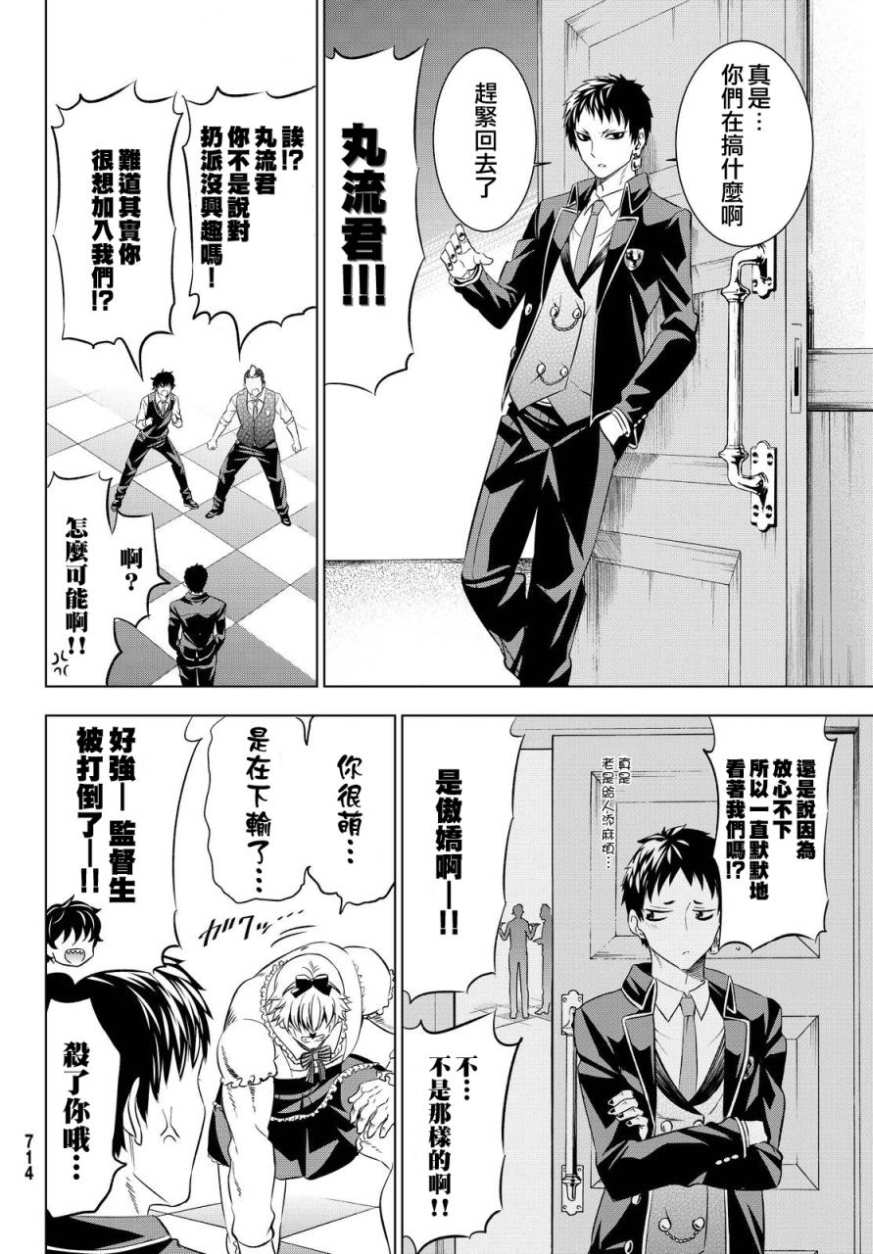 真是…
你們在搞什麼啊
趕緊回去了
丸流君!!!
誒!?
丸流君
你不是說對
扔派沒興趣嗎!
難道其實你
很想加入我們!?
啊?
怎麼可能啊!!
還是說因為
放心不下
所以一直默默地
看著我們嗎!?
真是
老是給人添麻煩
是傲嬌啊—!!
不…
不是那樣的啊!!
你很萌…
是在下輸了…
ガクッ
好強—監督生
被打倒了—!!
殺了你哦…
714